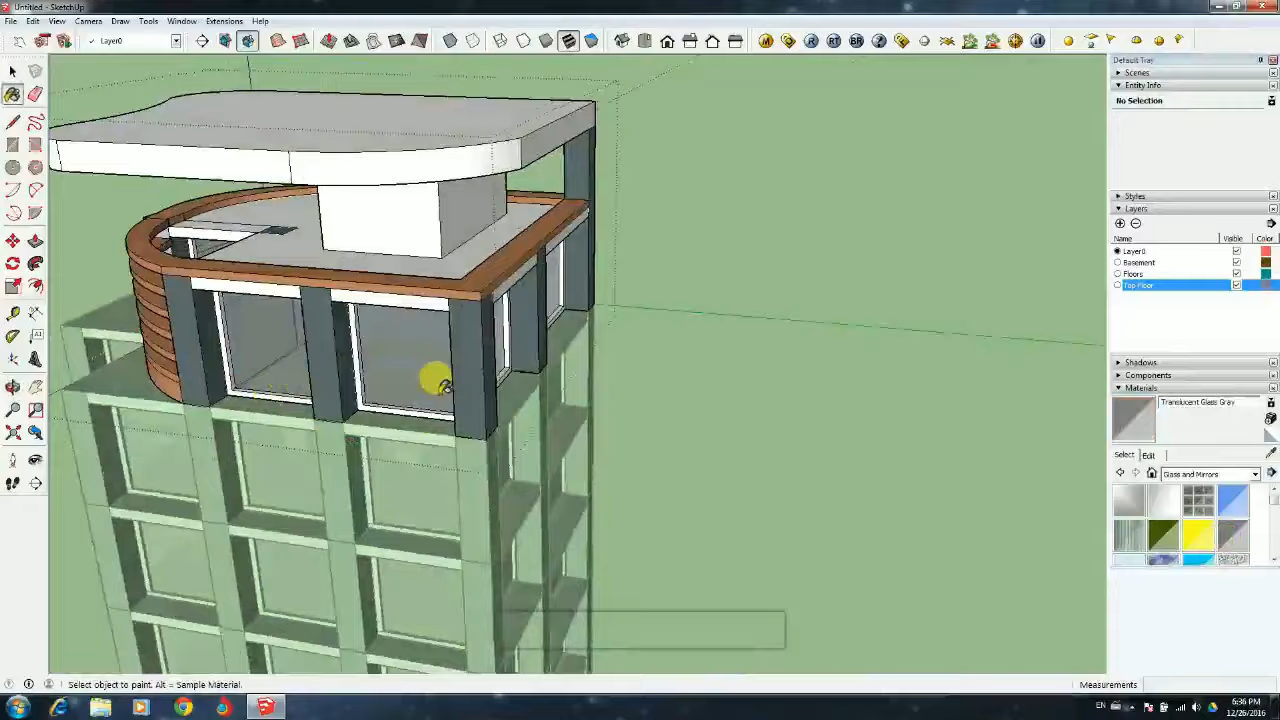 Untitled - SketchUp
File Edit View Camera Draw Tools Window Extensions Help
Layer0
M R RT BR
Default Tray
Scenes
Entity Info
No Selection
Styles
Layers
Name Visible Color
Layer0
Basement
Floors
Top Floor
Shadows
Components
Materials
Translucent Glass Gray
Select Edit
Glass and Mirrors
Select object to paint. Alt = Sample Material.
Measurements
EN
6:36 PM
12/26/2016